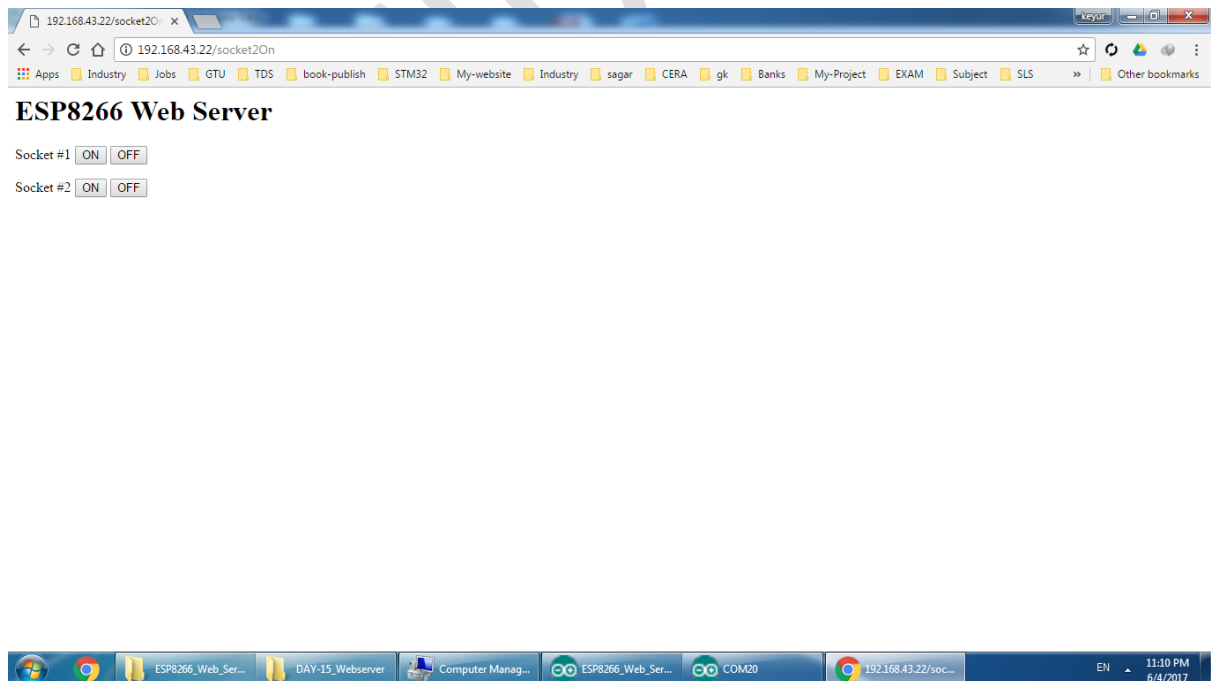 192.168.43.22/socket2On
keyur
192.168.43.22/socket2On
Apps Industry Jobs GTU TDS book-publish STM32 My-website Industry sagar CERA gk Banks My-Project EXAM Subject SLS » Other bookmarks
ESP8266 Web Server
Socket #1 ON OFF
Socket #2 ON OFF
ESP8266_Web_Ser... DAY-15_Webserver Computer Manag... ESP8266_Web_Ser... COM20 192.168.43.22/soc... EN 11:10 PM
6/4/2017